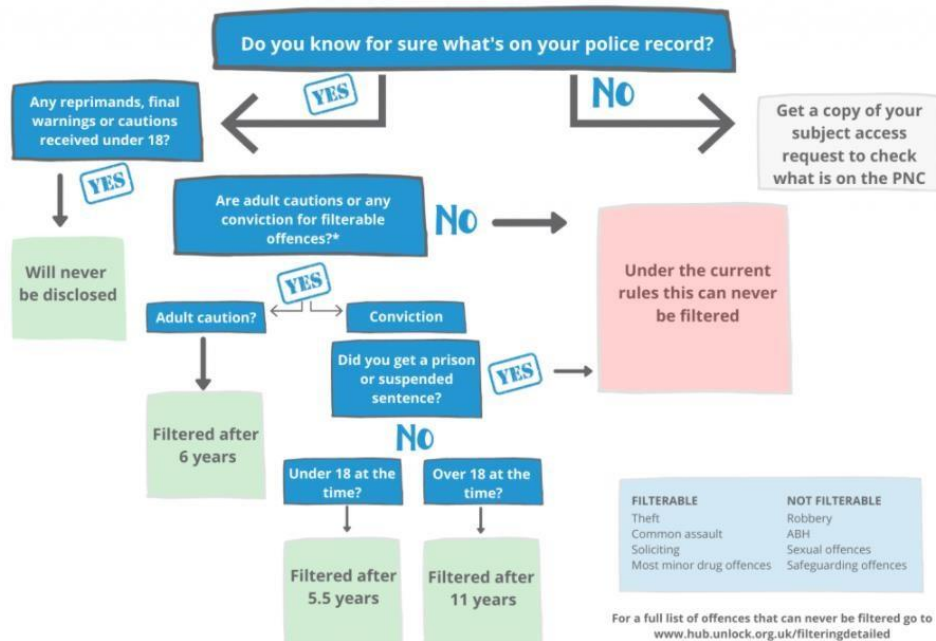 Do you know for sure what's on your police record?
YES
NO
Any reprimands, final
warnings or cautions
received under 18?
Get a copy of your
subject access
request to check
what is on the PNC
YES
Will never
be disclosed
Are adult cautions or any
conviction for filterable
offences?*
NO
Under the current
rules this can never
be filtered
YES
Adult caution?
Conviction
Filtered after
6 years
Did you get a prison
or suspended
sentence?
YES
NO
Under 18 at the
time?
Over 18 at the
time?
Filtered after
5.5 years
Filtered after
11 years
FILTERABLE
Theft
Common assault
Soliciting
Most minor drug offences
NOT FILTERABLE
Robbery
ABH
Sexual offences
Safeguarding offences
For a full list of offences that can never be filtered go to
www.hub.unlock.org.uk/filteringdetailed